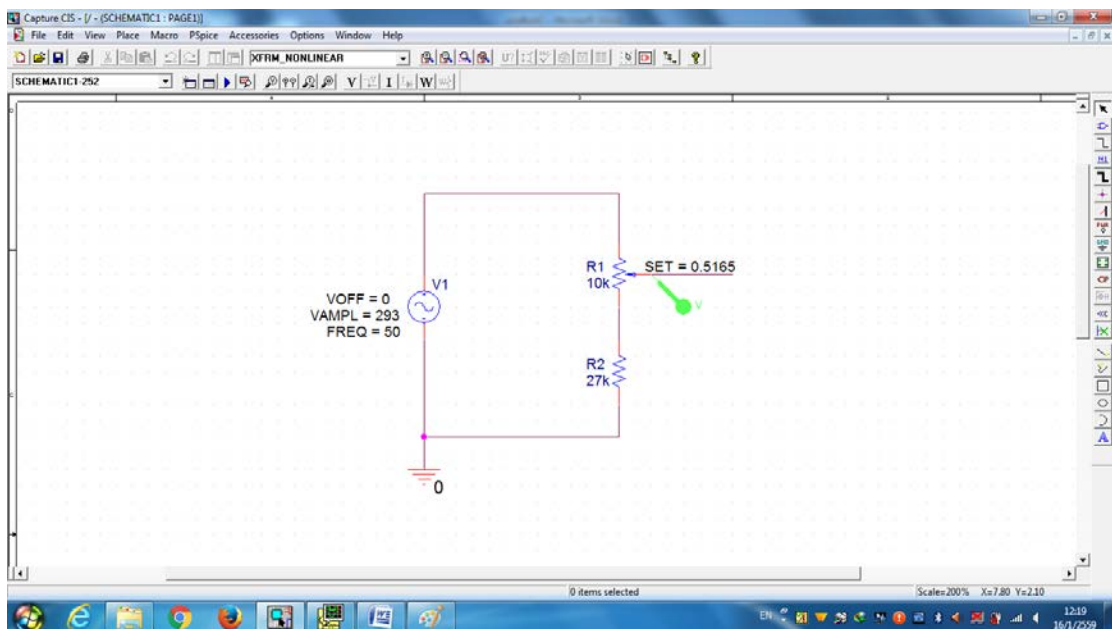 Capture CIS - [/ - (SCHEMATIC1 : PAGE1)]
File Edit View Place Macro PSpice Accessories Options Window Help
XFRM_NONLINEAR
U?
SCHEMATIC1-252
V I W
N1
R1
10k
SET = 0.5165
V1
VOFF = 0
VAMPL = 293
FREQ = 50
V
R2
27k
0
A
0 items selected
Scale=200% X=7.80 Y=2.10
EN
12:19
16/1/2559